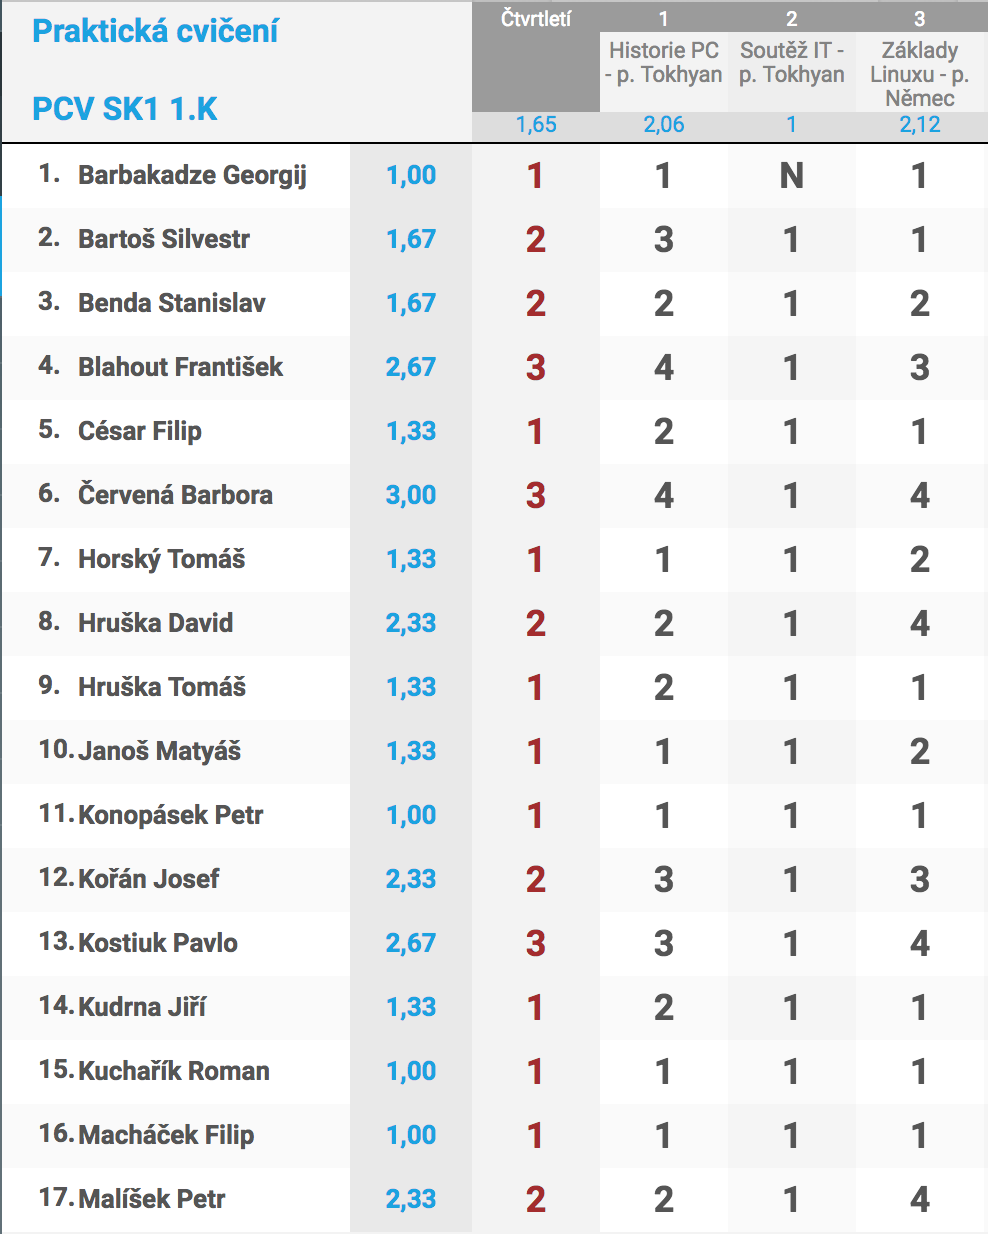 Praktická cvičení
PCV SK1 1.K
Čtvrtletí 1 2 3
Historie PC - p. Tokhyan
Soutěž IT - p. Tokhyan
Základy Linuxu - p. Němec
1,65 2,06 1 2,12
1. Barbakadze Georgij 1,00 1 1 N 1
2. Bartoš Silvestr 1,67 2 3 1 1
3. Benda Stanislav 1,67 2 2 1 2
4. Blahout František 2,67 3 4 1 3
5. César Filip 1,33 1 2 1 1
6. Červená Barbora 3,00 3 4 1 4
7. Horský Tomáš 1,33 1 1 1 2
8. Hruška David 2,33 2 2 1 4
9. Hruška Tomáš 1,33 1 2 1 1
10. Janoš Matyáš 1,33 1 1 1 2
11. Konopásek Petr 1,00 1 1 1 1
12. Kořán Josef 2,33 2 3 1 3
13. Kostiuk Pavlo 2,67 3 3 1 4
14. Kudrna Jiří 1,33 1 2 1 1
15. Kuchařík Roman 1,00 1 1 1 1
16. Macháček Filip 1,00 1 1 1 1
17. Malíšek Petr 2,33 2 2 1 4